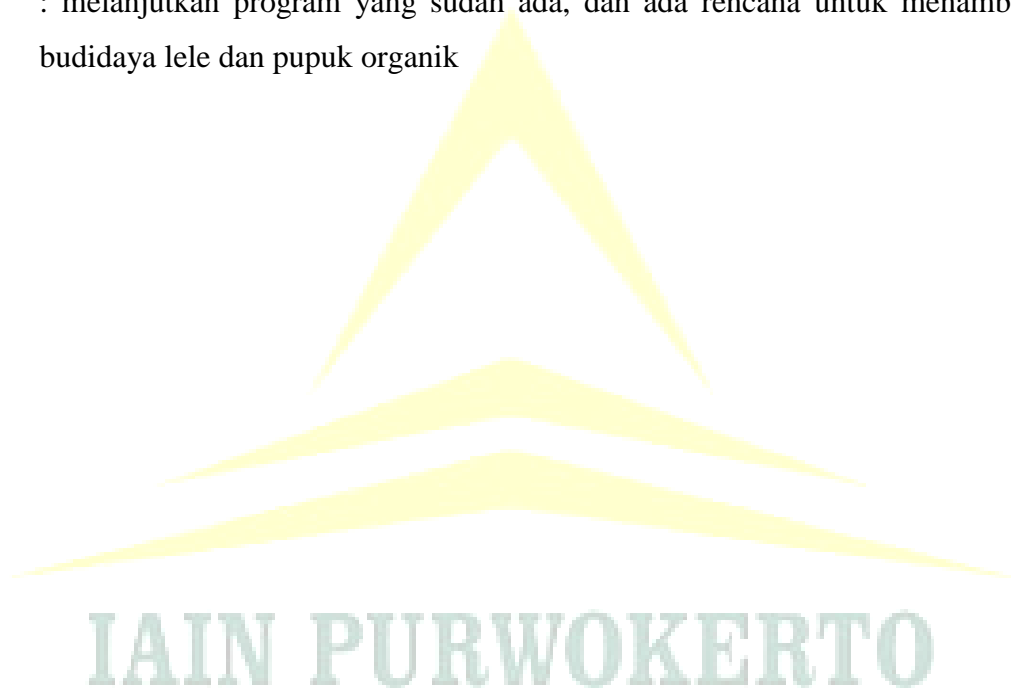 : melanjutkan program yang sudah ada, dan ada rencana untuk menamb
budidaya lele dan pupuk organik
IAIN PURWOKERTO